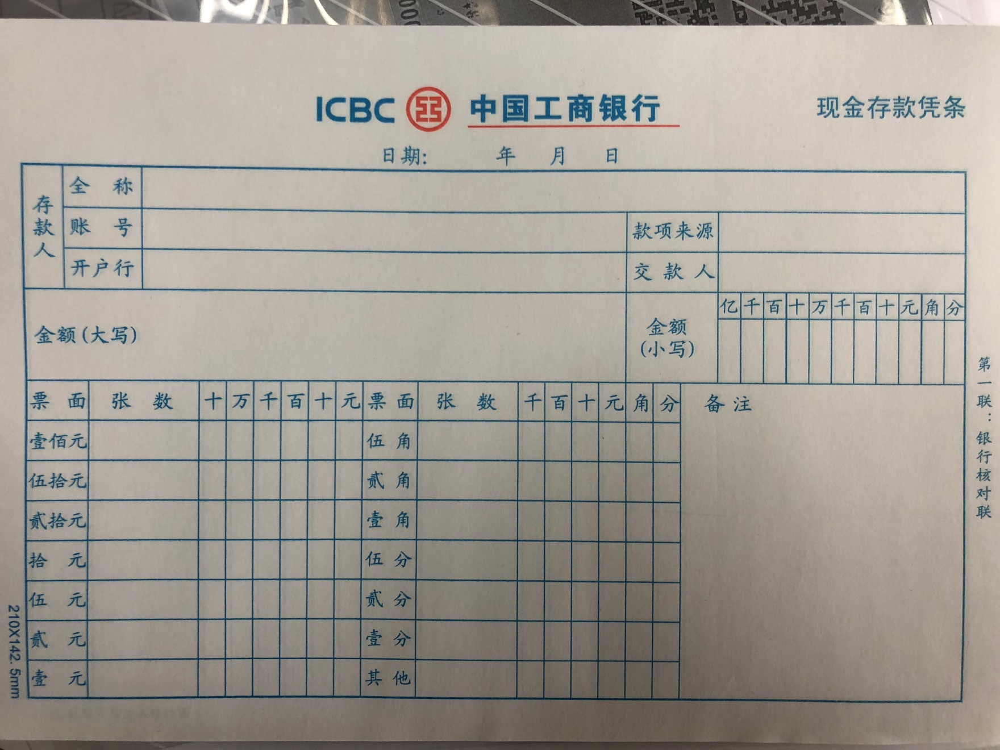 ICBC 中国工商银行 现金存款凭条
日期: 年 月 日
存款人
全 称
账 号 款项来源
开户行 交 款 人
金额(大写) 金额(小写) 亿 千 百 十 万 千 百 十 元 角 分
票 面 张 数 十 万 千 百 十 元 票 面 张 数 千 百 十 元 角 分 备 注
壹佰元 伍 角
伍拾元 贰 角
贰拾元 壹 角
拾 元 伍 分
伍 元 贰 分
贰 元 壹 分
壹 元 其 他
第一联:银行核对联
210X142.5mm